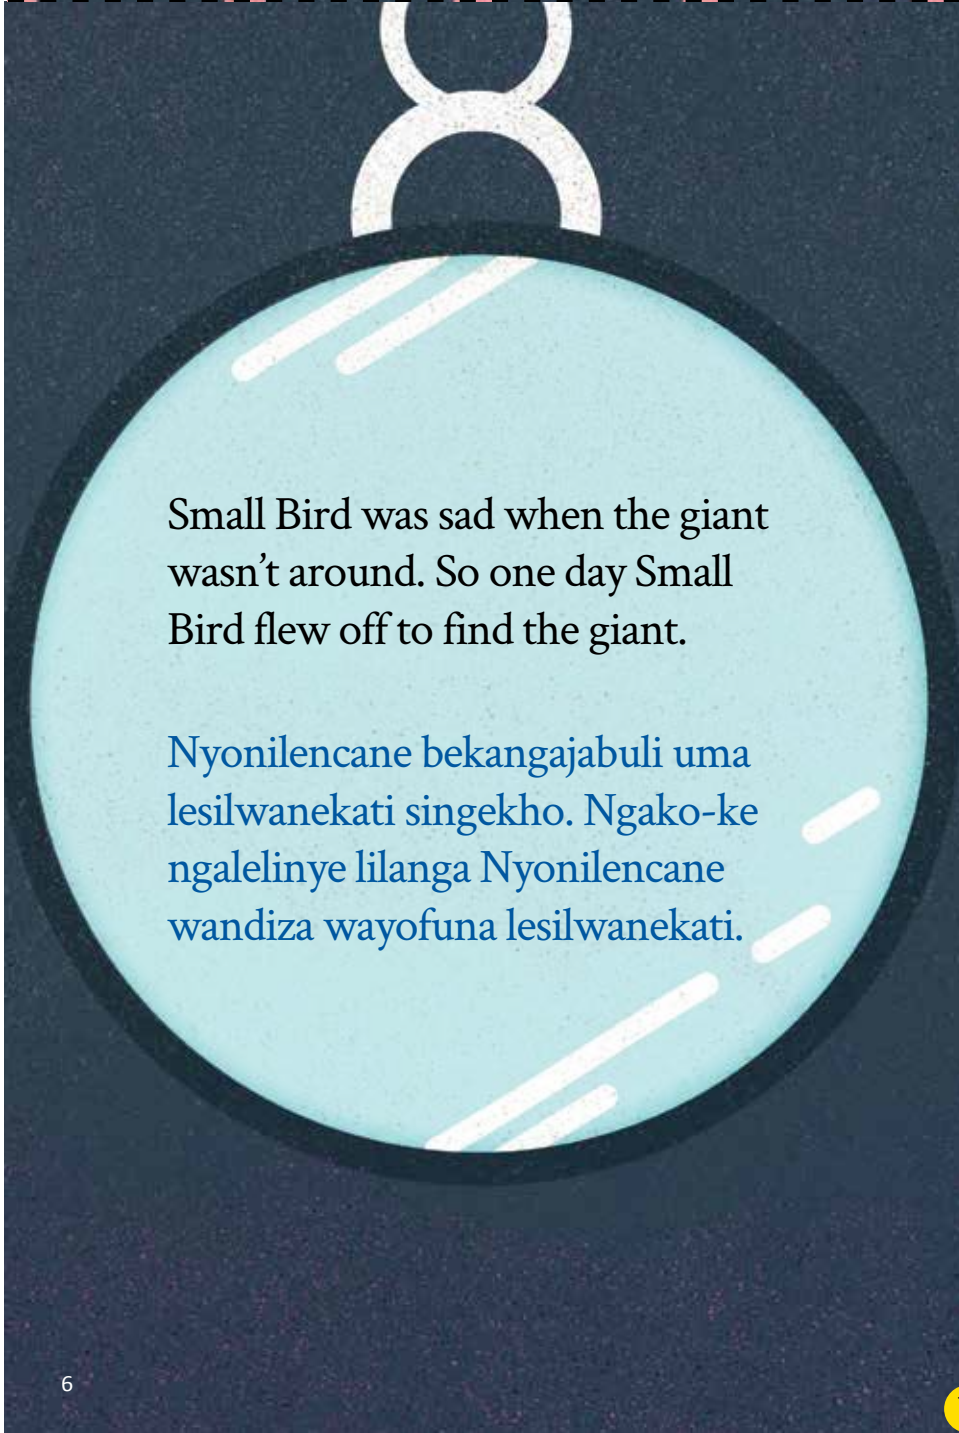 Small Bird was sad when the giant
wasn’t around. So one day Small
Bird flew off to find the giant.
Nyonilencane bekangajabuli uma
lesilwanekati singekho. Ngako-ke
ngalelinye lilanga Nyonilencane
wandiza wayofuna lesilwanekati.
6